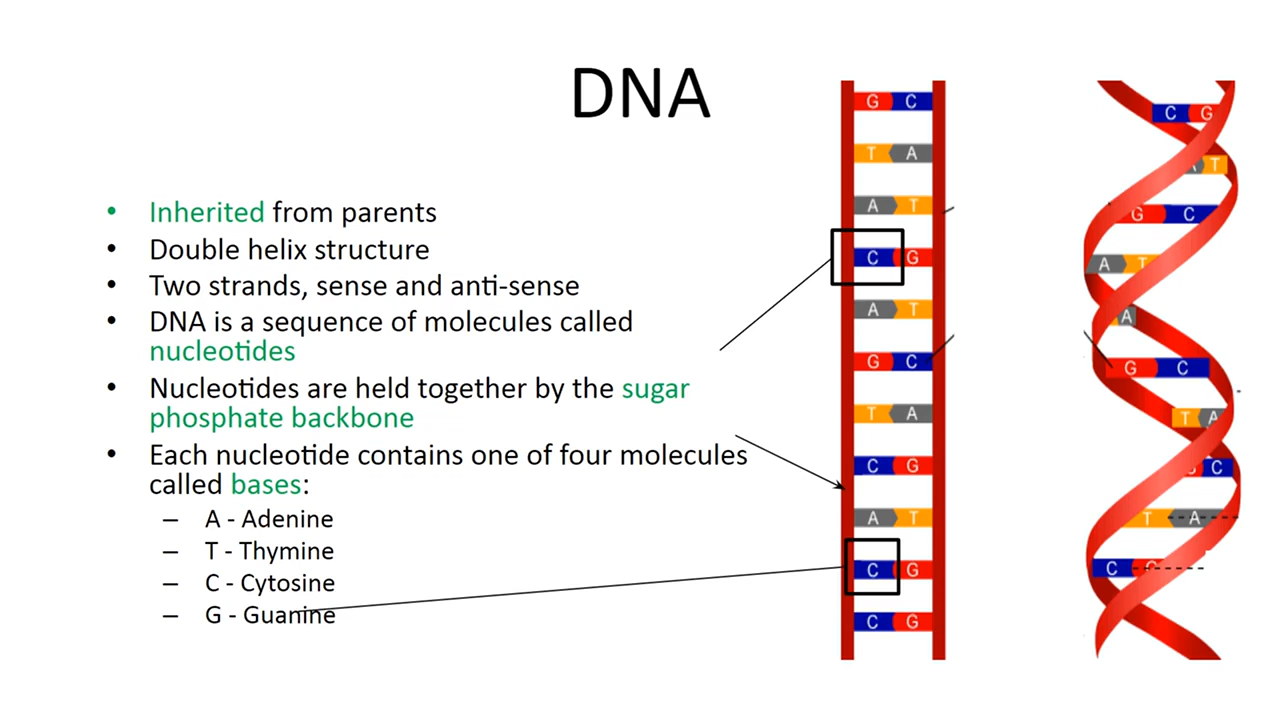 DNA
• Inherited from parents
• Double helix structure
• Two strands, sense and anti-sense
• DNA is a sequence of molecules called
nucleotides
• Nucleotides are held together by the sugar
phosphate backbone
• Each nucleotide contains one of four molecules
called bases:
– A - Adenine
– T - Thymine
– C - Cytosine
– G - Guanine
G C
T A
A T
C G
A T
G C
T A
C G
A T
C G
C G
C G
A T
G C
A T
A
G C
T A
G C
T A
C G